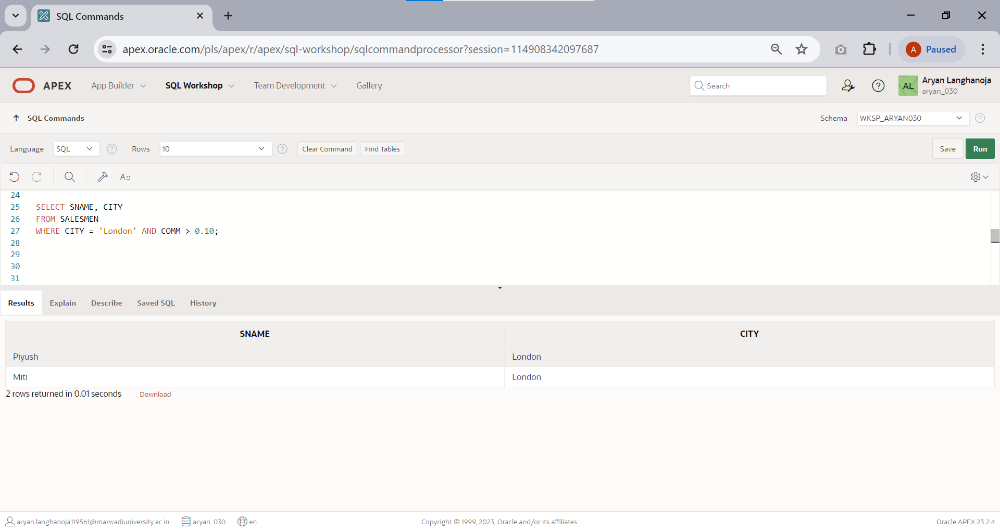 SQL Commands
apex.oracle.com/pls/apex/r/apex/sql-workshop/sqlcommandprocessor?session=114908342097687
A Paused
APEX App Builder SQL Workshop Team Development Gallery Search AL Aryan Langhanoja
aryan_030
SQL Commands Schema WKSP_ARYAN030
Language SQL Rows 10 Clear Command Find Tables Save Run
24
25 SELECT SNAME, CITY
26 FROM SALESMEN
27 WHERE CITY = 'London' AND COMM > 0.10;
28
29
30
31
Results Explain Describe Saved SQL History
SNAME CITY
Piyush London
Miti London
2 rows returned in 0.01 seconds Download
aryan.langhanoja119561@marwadiuniversity.ac.in aryan_030 en Copyright © 1999, 2023, Oracle and/or its affiliates. Oracle APEX 23.2.4